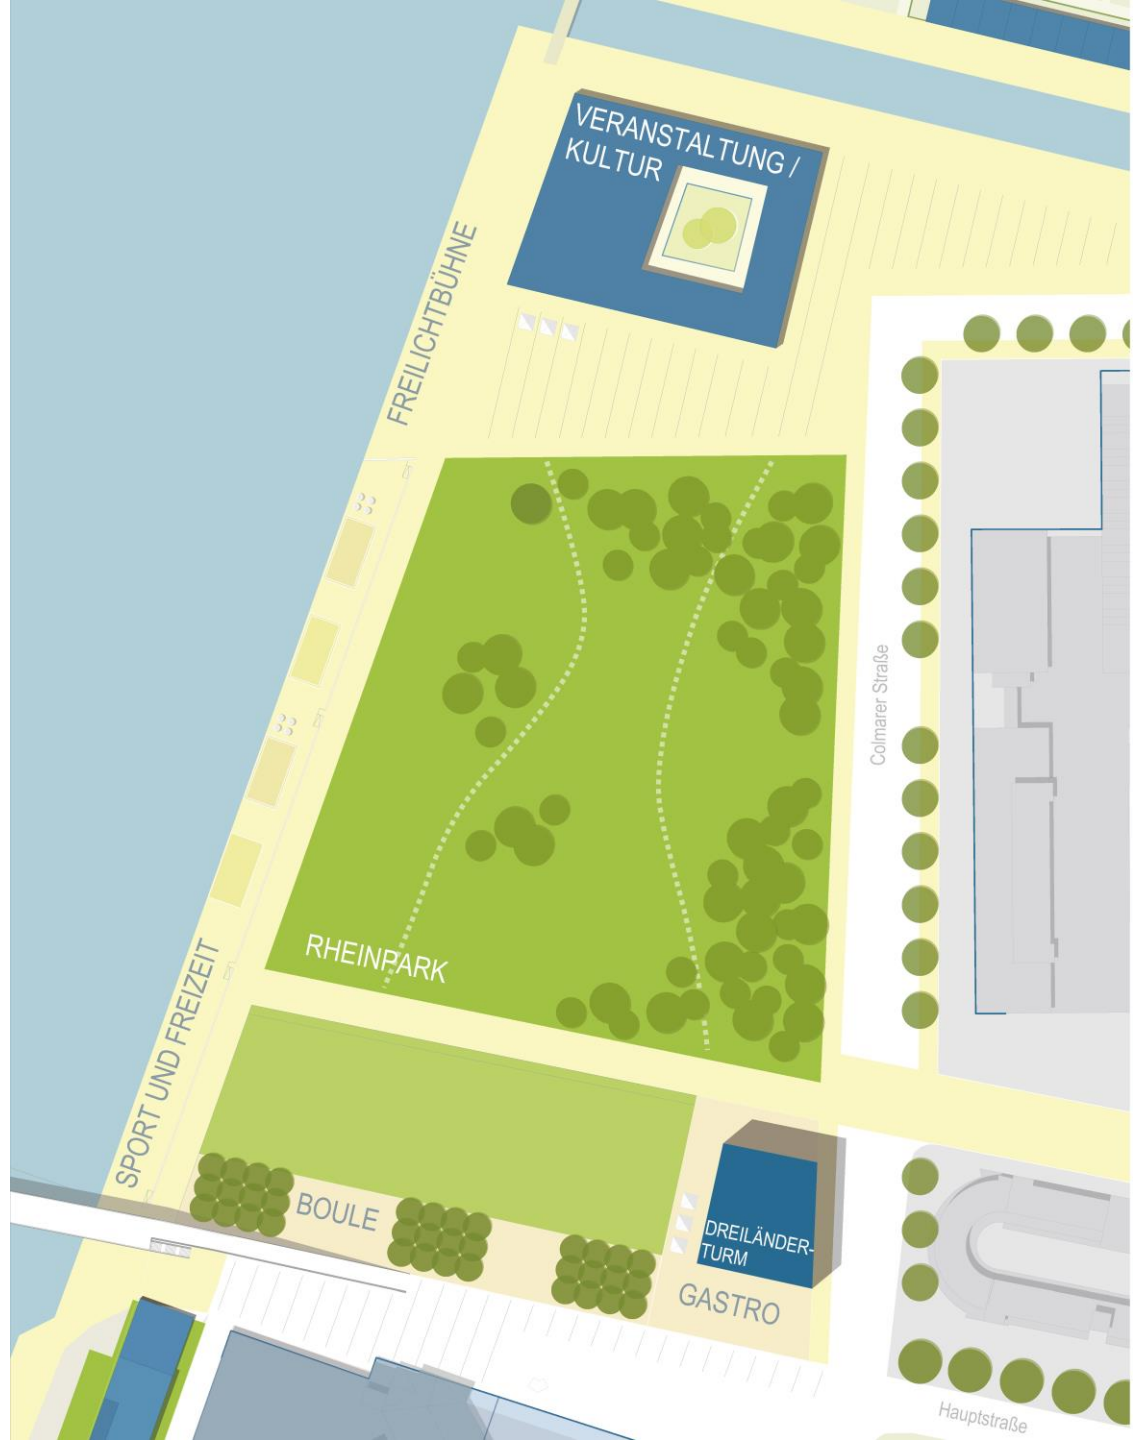 VERANSTALTUNG /
KULTUR
FREILICHTBÜHNE
Colmarer Straße
RHEINPARK
SPORT UND FREIZEIT
BOULE
DREILÄNDER-
TURM
GASTRO
Hauptstraße